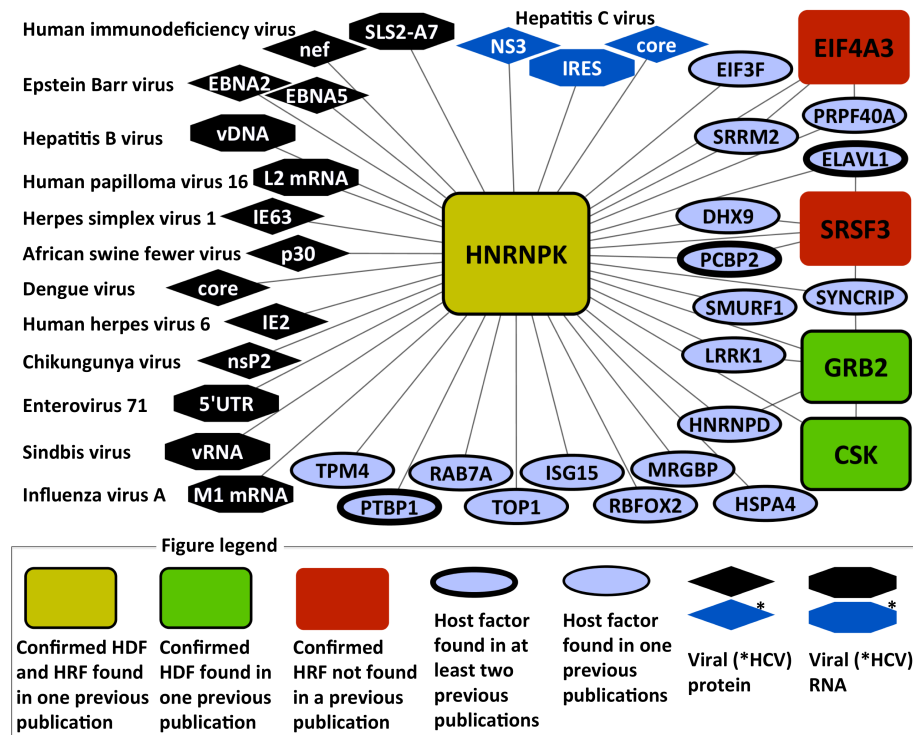 Human immunodeficiency virus
nef
SLS2-A7
Hepatitis C virus
NS3
IRES
core
EIF4A3
EIF3F
Epstein Barr virus
EBNA2
EBNA5
PRPF40A
SRRM2
Hepatitis B virus
vDNA
ELAVL1
Human papilloma virus 16
L2 mRNA
Herpes simplex virus 1
IE63
DHX9
SRSF3
African swine fewer virus
p30
HNRNPK
PCBP2
Dengue virus
core
SYNCRIP
SMURF1
Human herpes virus 6
IE2
Chikungunya virus
nsP2
LRRK1
GRB2
Enterovirus 71
5'UTR
HNRNPD
Sindbis virus
vRNA
CSK
TPM4
RAB7A
ISG15
MRGBP
Influenza virus A
M1 mRNA
PTBP1
TOP1
RBFOX2
HSPA4
Figure legend
Confirmed HDF
and HRF found
in one previous
publication
Confirmed
HDF found in
one previous
publication
Confirmed
HRF not found
in a previous
publication
Host factor
found in at
least two
previous
publications
Host factor
found in one
previous
publications
*
Viral (*HCV)
protein
*
Viral (*HCV)
RNA